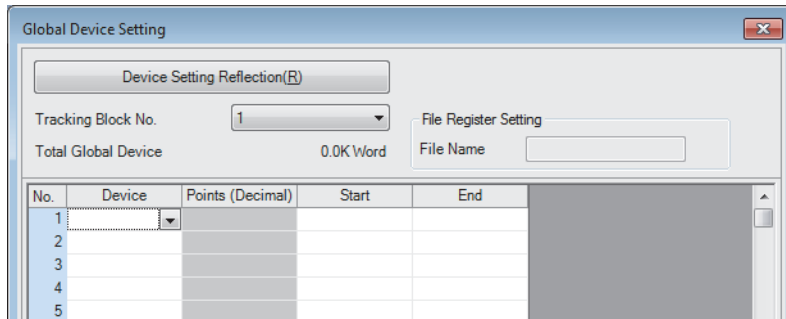 Global Device Setting
Device Setting Reflection(R)
Tracking Block No. 1
File Register Setting
Total Global Device 0.0K Word
File Name
No. Device Points (Decimal) Start End
1
2
3
4
5